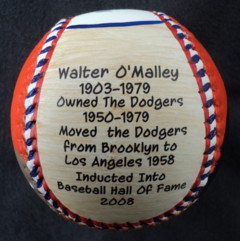 Walter O'Malley
1903-1979
Owned The Dodgers
1950-1979
Moved the Dodgers
from Brooklyn to
Los Angeles 1958
Inducted Into
Baseball Hall Of Fame
2008